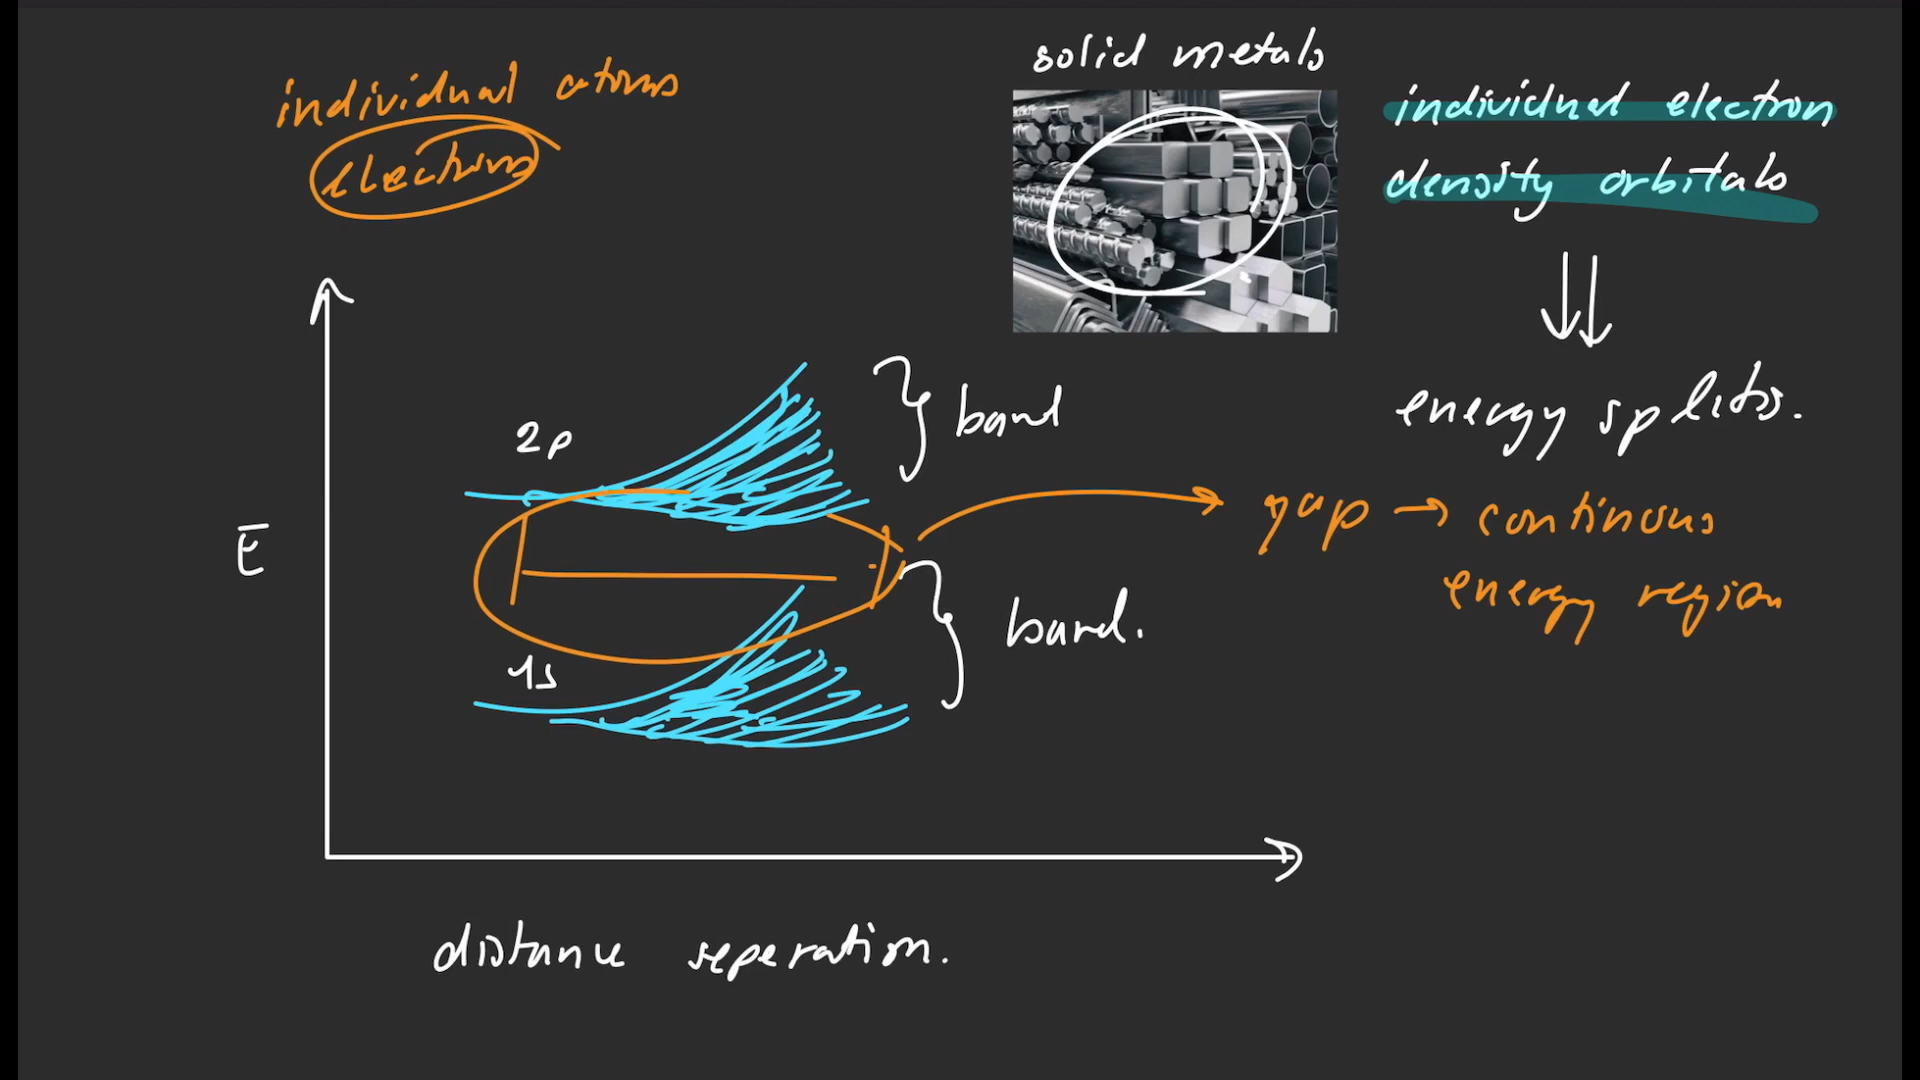 individual atoms
electrons
solid metals
individual electron
density orbitals
energy splits.
2p
band
gap → continous
energy region
E
1s
band.
distance seperation.